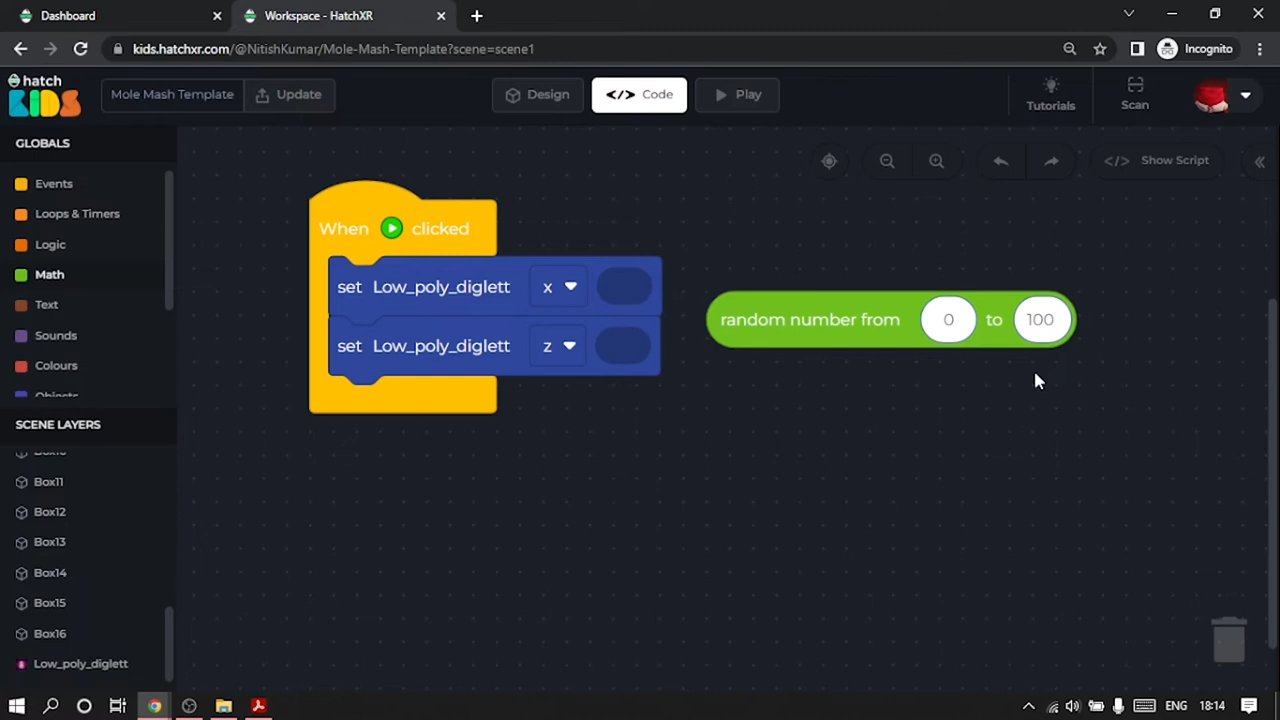 Dashboard
Workspace - HatchXR
kids.hatchxr.com/@NitishKumar/Mole-Mash-Template?scene=scene1
Incognito
hatch
KIDS
Mole Mash Template
Update
Design
</> Code
Play
Tutorials
Scan
GLOBALS
Events
Loops & Timers
Logic
Math
Text
Sounds
Colours
Objects
SCENE LAYERS
Box10
Box11
Box12
Box13
Box14
Box15
Box16
Low_poly_diglett
</> Show Script
When clicked
set Low_poly_diglett x
set Low_poly_diglett z
random number from 0 to 100
ENG
18:14